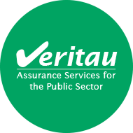 Veritau
Assurance Services for
the Public Sector